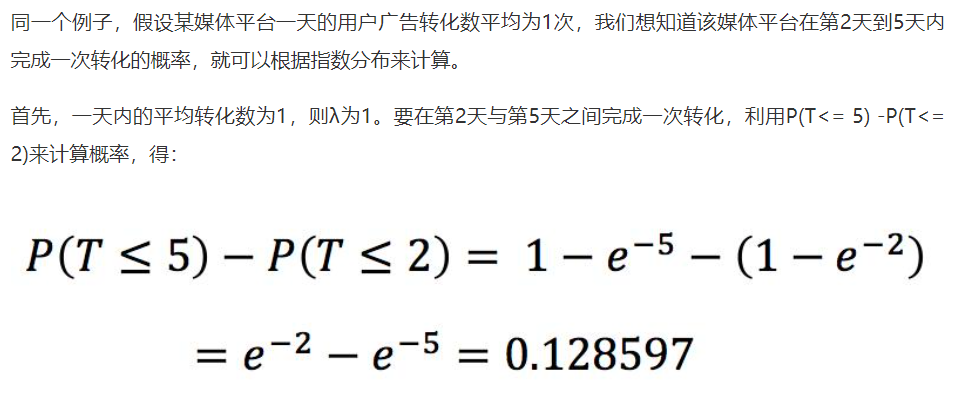 同一个例子，假设某媒体平台一天的用户广告转化数平均为1次，我们想知道该媒体平台在第2天到5天内
完成一次转化的概率，就可以根据指数分布来计算。
首先，一天内的平均转化数为1，则λ为1。要在第2天与第5天之间完成一次转化，利用P(T<= 5) -P(T<=
2)来计算概率，得：
P(T ≤ 5) − P(T ≤ 2) = 1 − e⁻⁵ − (1 − e⁻²)
= e⁻² − e⁻⁵ = 0.128597